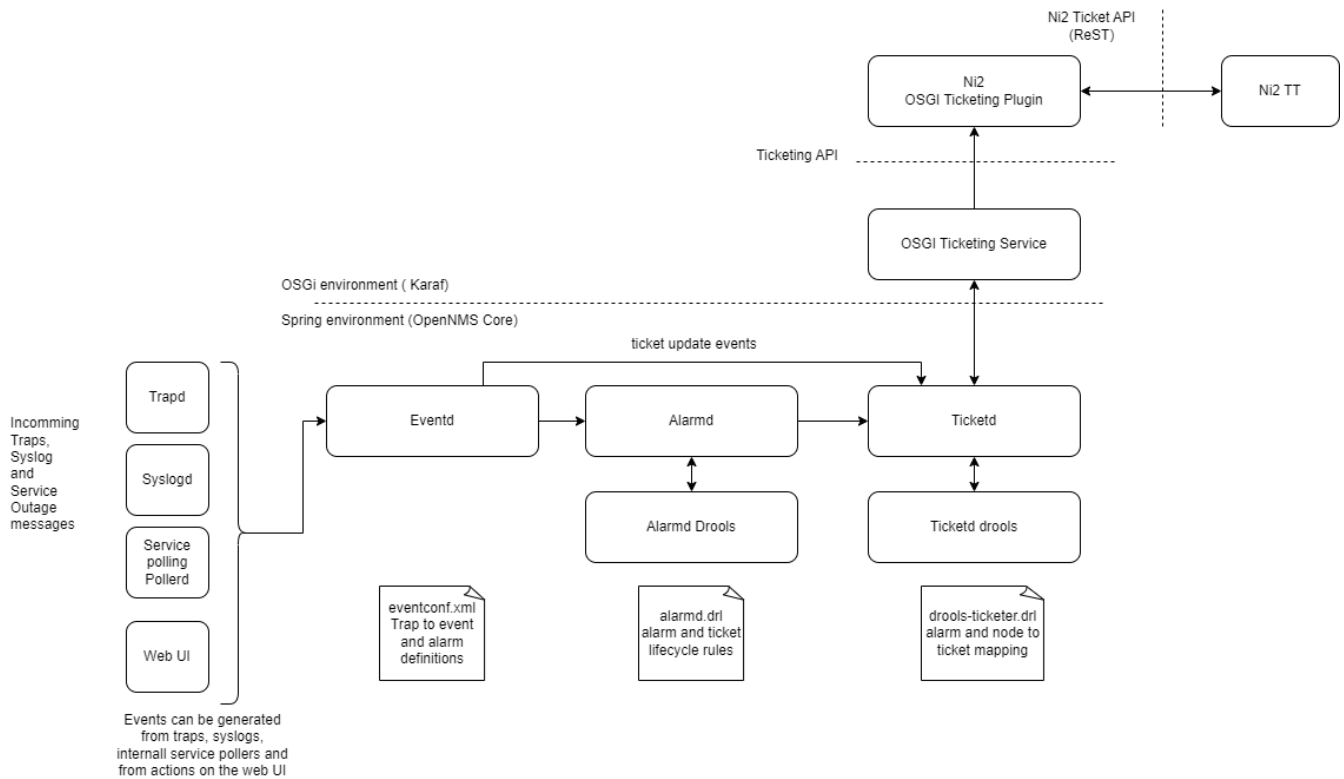 Ni2 Ticket API
(ReST)
Ni2
OSGI Ticketing Plugin
Ni2 TT
Ticketing API
OSGI Ticketing Service
OSGi environment ( Karaf)
Spring environment (OpenNMS Core)
ticket update events
Incomming
Traps,
Syslog
and
Service
Outage
messages
Trapd
Syslogd
Service
polling
Pollerd
Web UI
Eventd
Alarmd
Ticketd
Alarmd Drools
Ticketd drools
eventconf.xml
Trap to event
and alarm
definitions
alarmd.drl
alarm and ticket
lifecycle rules
drools-ticketer.drl
alarm and node to
ticket mapping
Events can be generated
from traps, syslogs,
internall service pollers and
from actions on the web UI